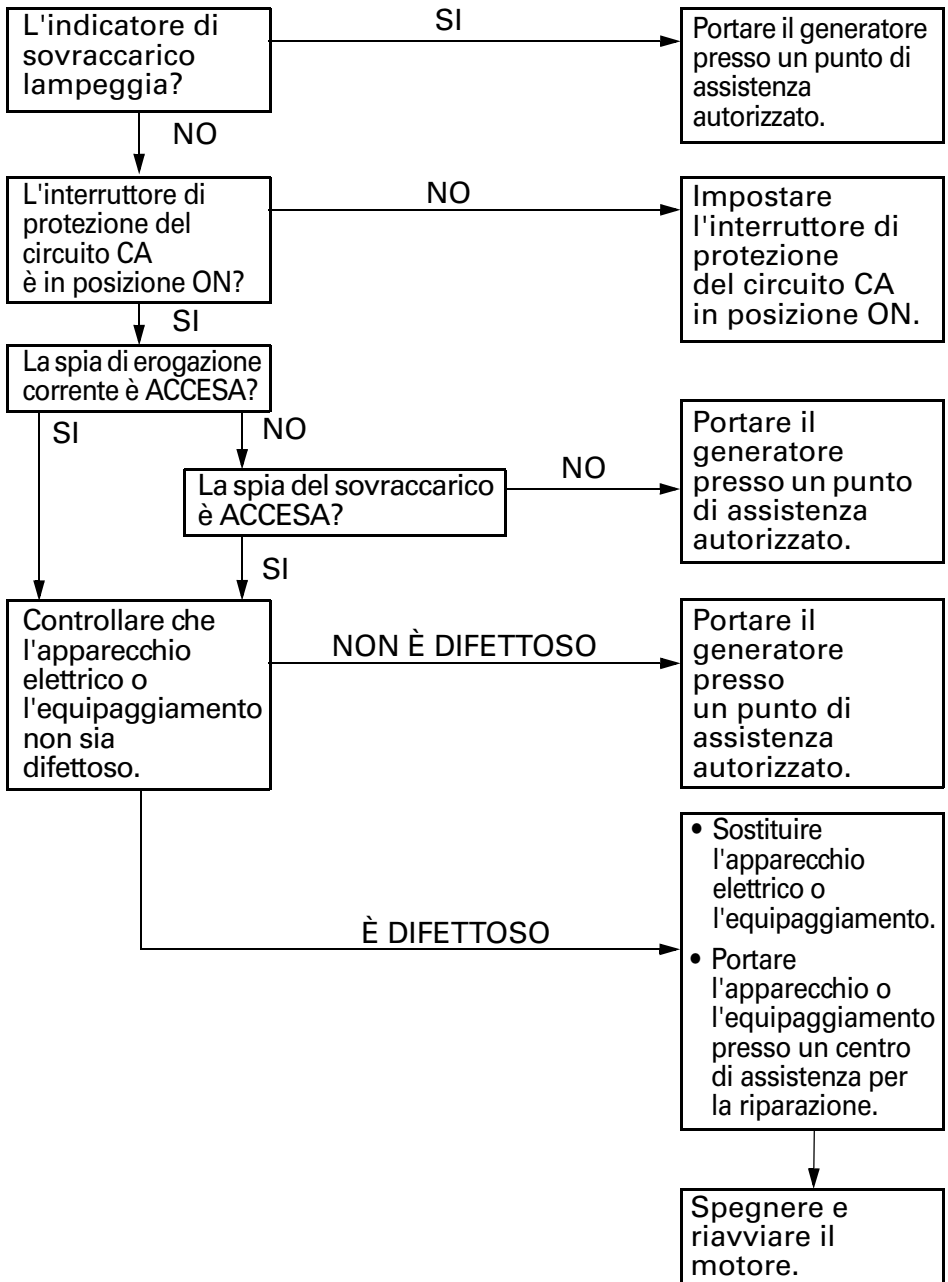 L'indicatore di
sovraccarico
lampeggia?
SI
Portare il generatore
presso un punto di
assistenza
autorizzato.
NO
L'interruttore di
protezione del
circuito CA
è in posizione ON?
NO
Impostare
l'interruttore di
protezione
del circuito CA
in posizione ON.
SI
La spia di erogazione
corrente è ACCESA?
SI
NO
La spia del sovraccarico
è ACCESA?
NO
Portare il
generatore
presso un punto
di assistenza
autorizzato.
SI
Controllare che
l'apparecchio
elettrico o
l'equipaggiamento
non sia
difettoso.
NON È DIFETTOSO
Portare il
generatore
presso
un punto di
assistenza
autorizzato.
È DIFETTOSO
• Sostituire
l'apparecchio
elettrico o
l'equipaggiamento.
• Portare
l'apparecchio o
l'equipaggiamento
presso un centro
di assistenza per
la riparazione.
Spegnere e
riavviare il
motore.